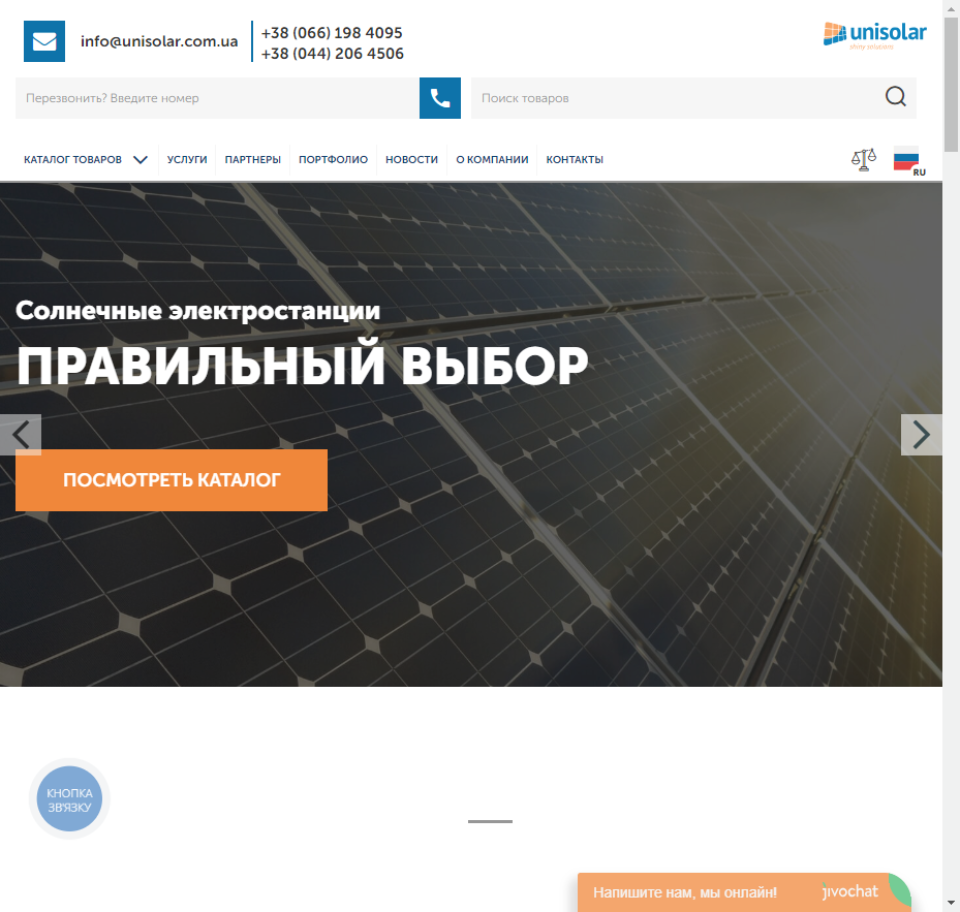 info@unisolar.com.ua
+38 (066) 198 4095
+38 (044) 206 4506
unisolar
shiny solutions
Перезвонить? Введите номер
Поиск товаров
КАТАЛОГ ТОВАРОВ
УСЛУГИ
ПАРТНЕРЫ
ПОРТФОЛИО
НОВОСТИ
О КОМПАНИИ
КОНТАКТЫ
RU
Солнечные электростанции
ПРАВИЛЬНЫЙ ВЫБОР
ПОСМОТРЕТЬ КАТАЛОГ
КНОПКА
ЗВ'ЯЗКУ
Напишите нам, мы онлайн!
jivochat